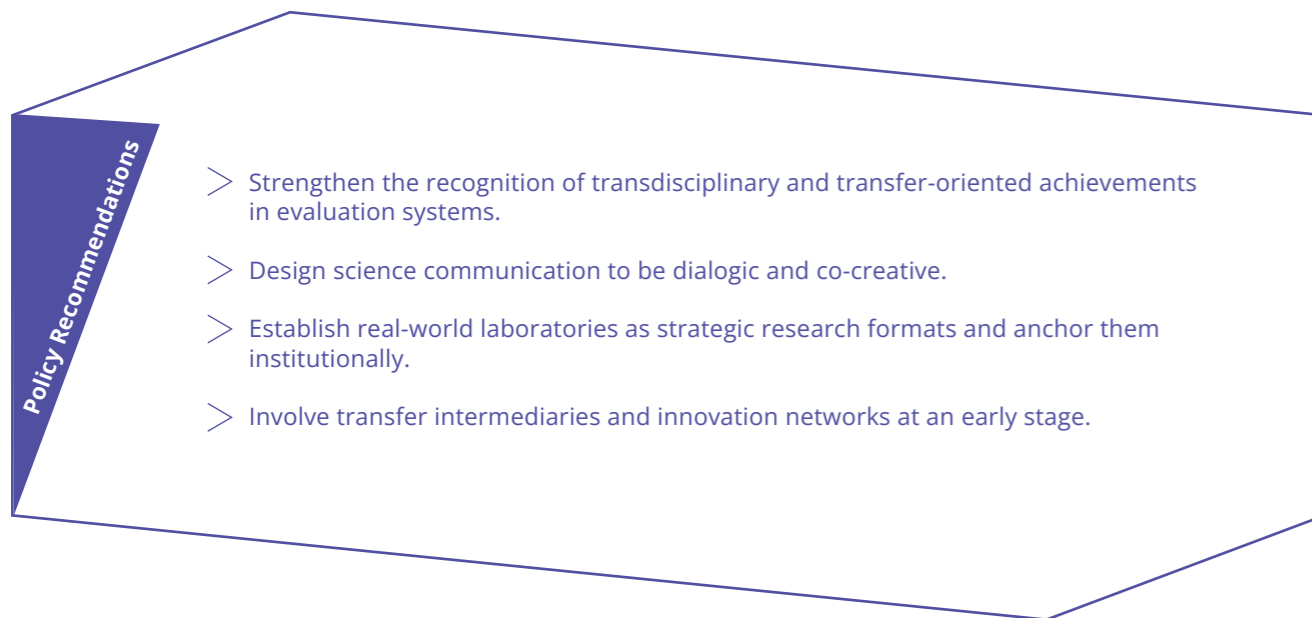 Policy Recommendations
Strengthen the recognition of transdisciplinary and transfer-oriented achievements
in evaluation systems.
Design science communication to be dialogic and co-creative.
Establish real-world laboratories as strategic research formats and anchor them
institutionally.
Involve transfer intermediaries and innovation networks at an early stage.